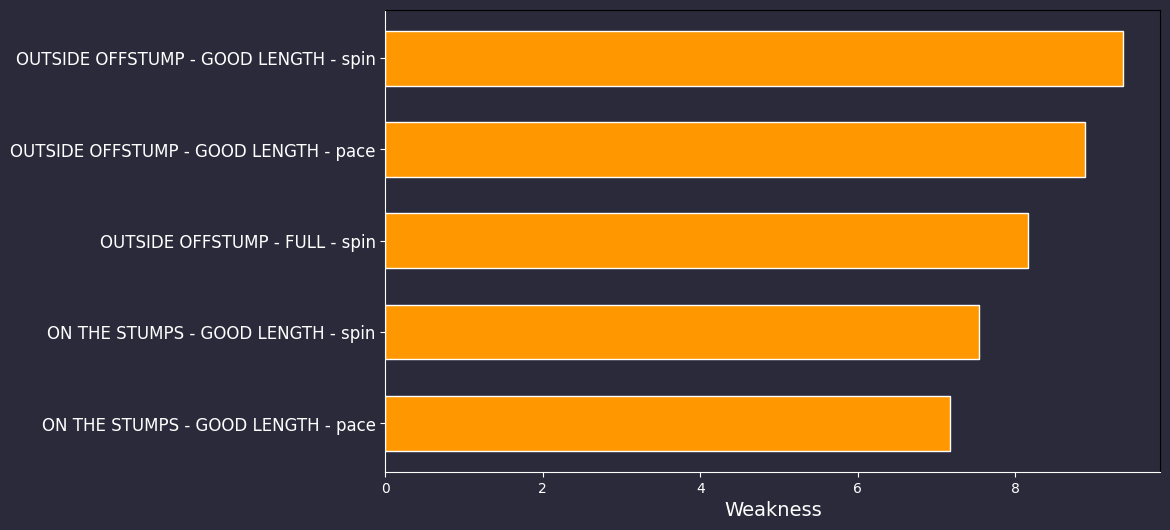 OUTSIDE OFFSTUMP - GOOD LENGTH - spin
OUTSIDE OFFSTUMP - GOOD LENGTH - pace
OUTSIDE OFFSTUMP - FULL - spin
ON THE STUMPS - GOOD LENGTH - spin
ON THE STUMPS - GOOD LENGTH - pace
0 2 4 6 8
Weakness